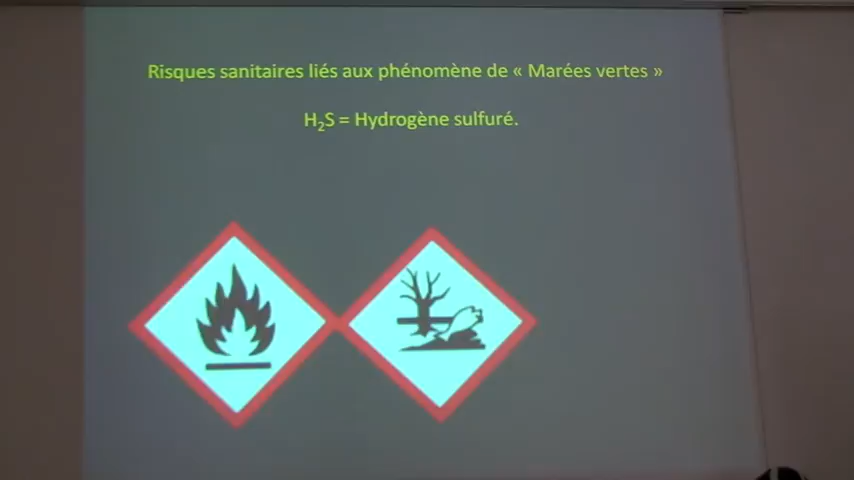 Risques sanitaires liés aux phénomène de « Marées vertes »
H₂S = Hydrogène sulfuré.